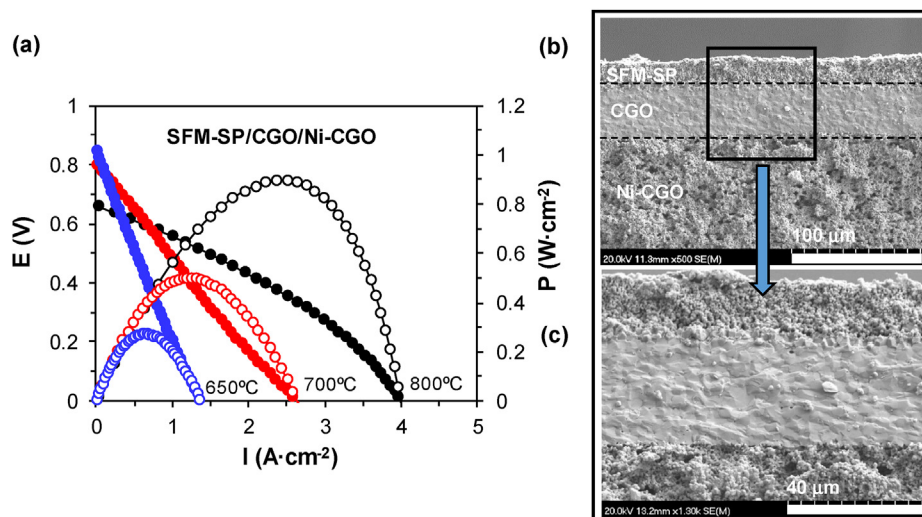 (a)
SFM-SP/CGO/Ni-CGO
E (V)
1
0.8
0.6
0.4
0.2
0
P (W·cm⁻²)
1.2
1
0.8
0.6
0.4
0.2
0
650ºC
700ºC
800ºC
0
1
2
3
4
5
I (A·cm⁻²)
(b)
SFM-SP
CGO
Ni-CGO
100 μm
20.0kV 11.3mm x500 SE(M)
(c)
40 μm
20.0kV 13.2mm x1.30k SE(M)